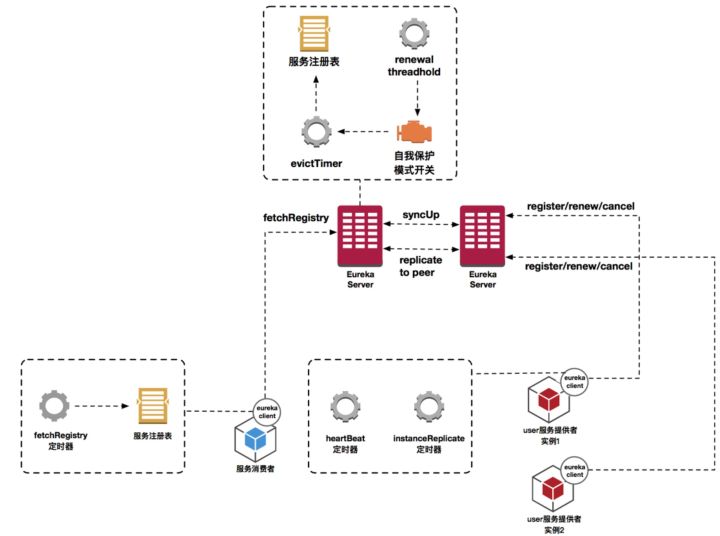 服务注册表
renewal
threadhold
evictTimer
自我保护
模式开关
fetchRegistry
syncUp
register/renew/cancel
replicate
to peer
register/renew/cancel
Eureka
Server
Eureka
Server
eureka
client
fetchRegistry
定时器
服务注册表
eureka
client
服务消费者
heartBeat
定时器
instanceReplicate
定时器
user服务提供者
实例1
eureka
client
user服务提供者
实例2